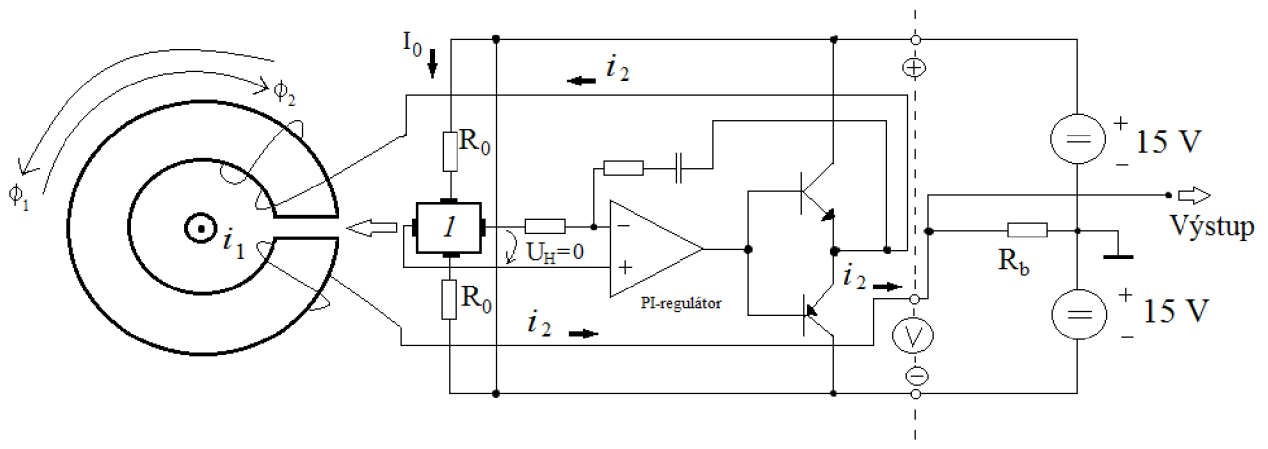 I0
i2
+
ϕ2
ϕ1
R0
+
15 V
−
1
−
i1
UH=0
+
Výstup
Rb
i2
R0
PI-regulátor
i2
+
15 V
−
V
−